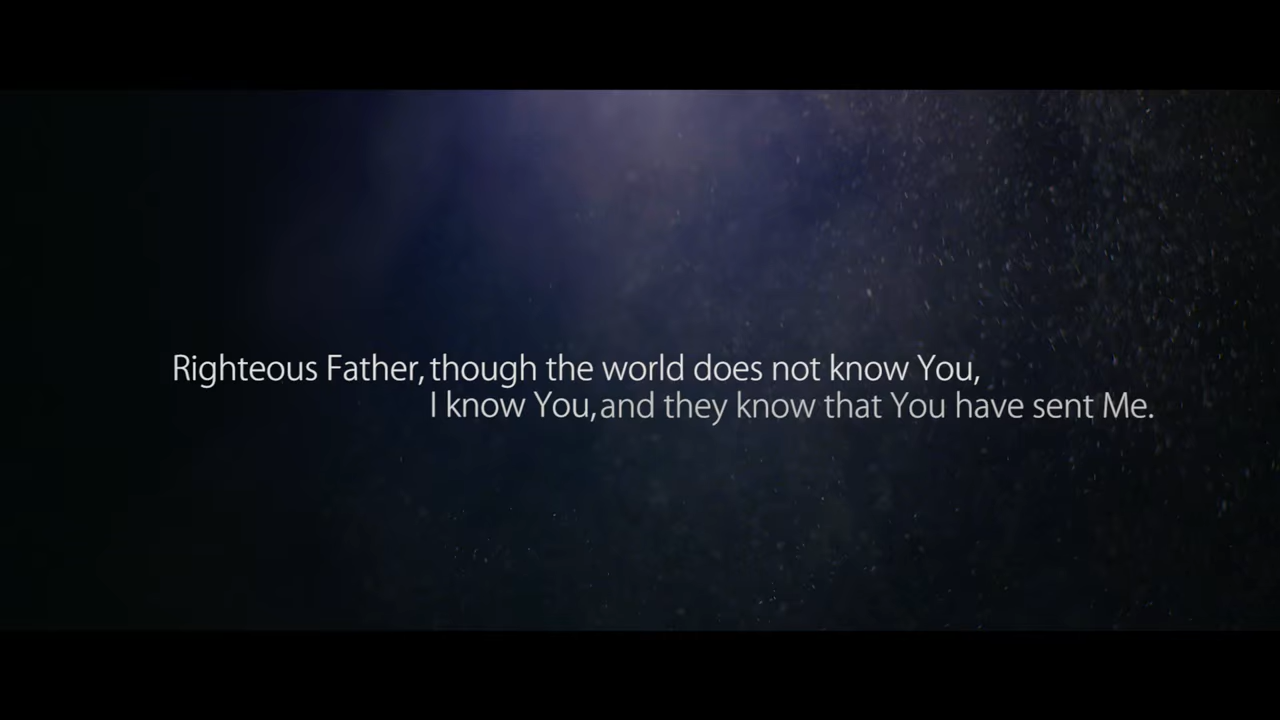 Righteous Father, though the world does not know You,
I know You, and they know that You have sent Me.